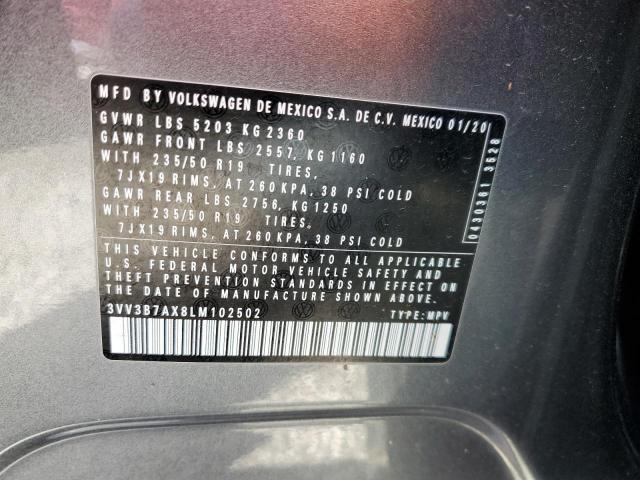 MFD BY VOLKSWAGEN DE MEXICO S.A. DE C.V. MEXICO 01/20
GVWR LBS 5203 KG 2360
GAWR FRONT LBS 2557, KG 1160
WITH 235/50 R19 TIRES,
7JX19 RIMS, AT 260 KPA, 38 PSI COLD
GAWR REAR LBS 2756, KG 1250
WITH 235/50 R19 TIRES,
7JX19 RIMS, AT 260 KPA, 38 PSI COLD
THIS VEHICLE CONFORMS TO ALL APPLICABLE
U.S. FEDERAL MOTOR VEHICLE SAFETY AND
THEFT PREVENTION STANDARDS IN EFFECT ON
THE DATE OF MANUFACTURE SHOWN ABOVE
3VV3B7AX8LM102502 TYPE: MPV
0430361 3528